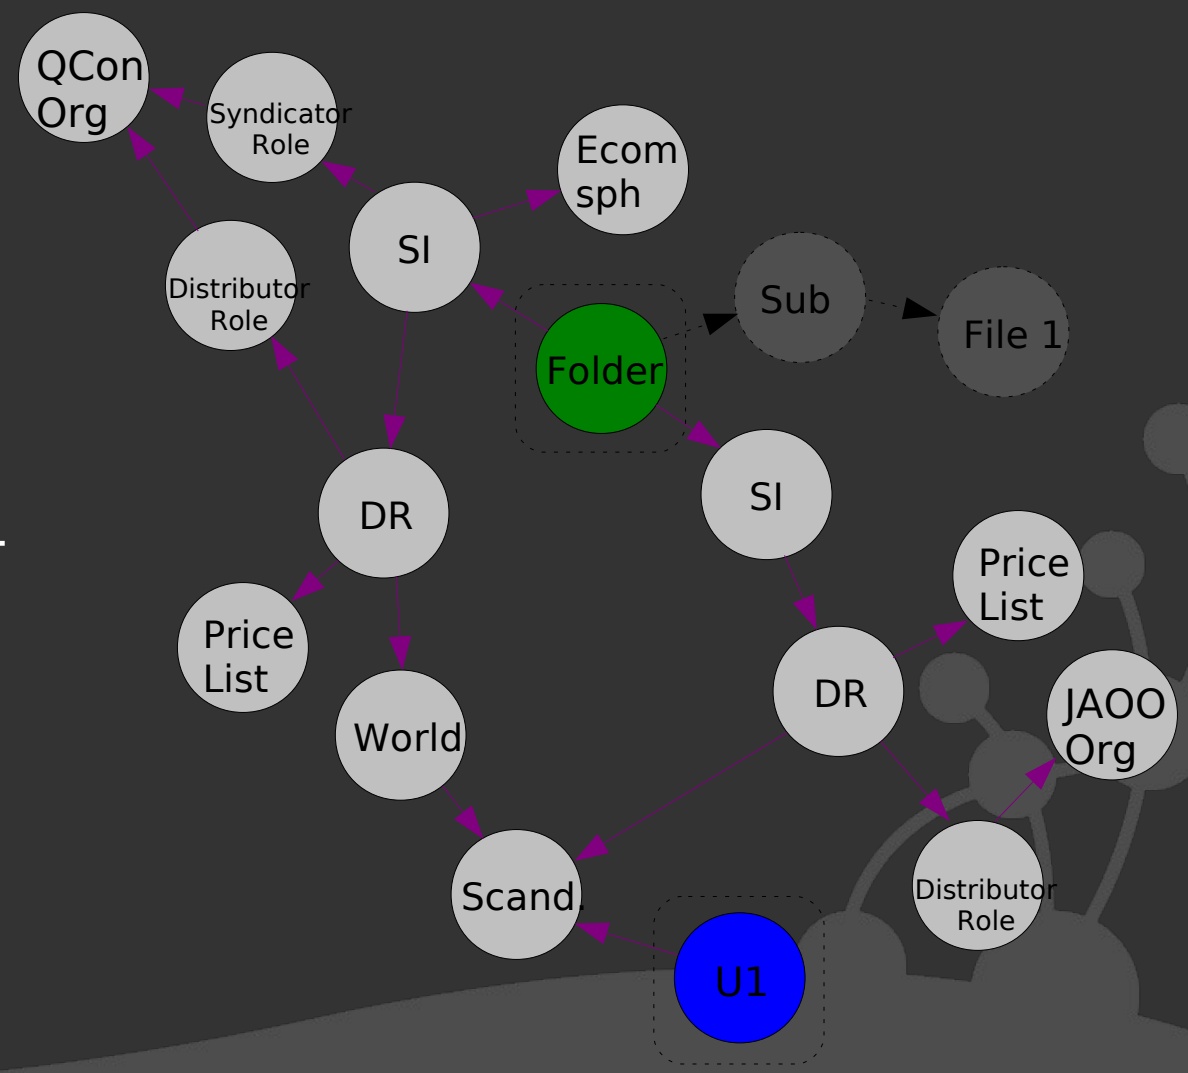 QCon
Org
Syndicator
Role
Ecom
sph
SI
Distributor
Role
Sub
File 1
Folder
DR
SI
Price
List
Price
List
World
DR
JAOO
Org
Scand.
Distributor
Role
U1